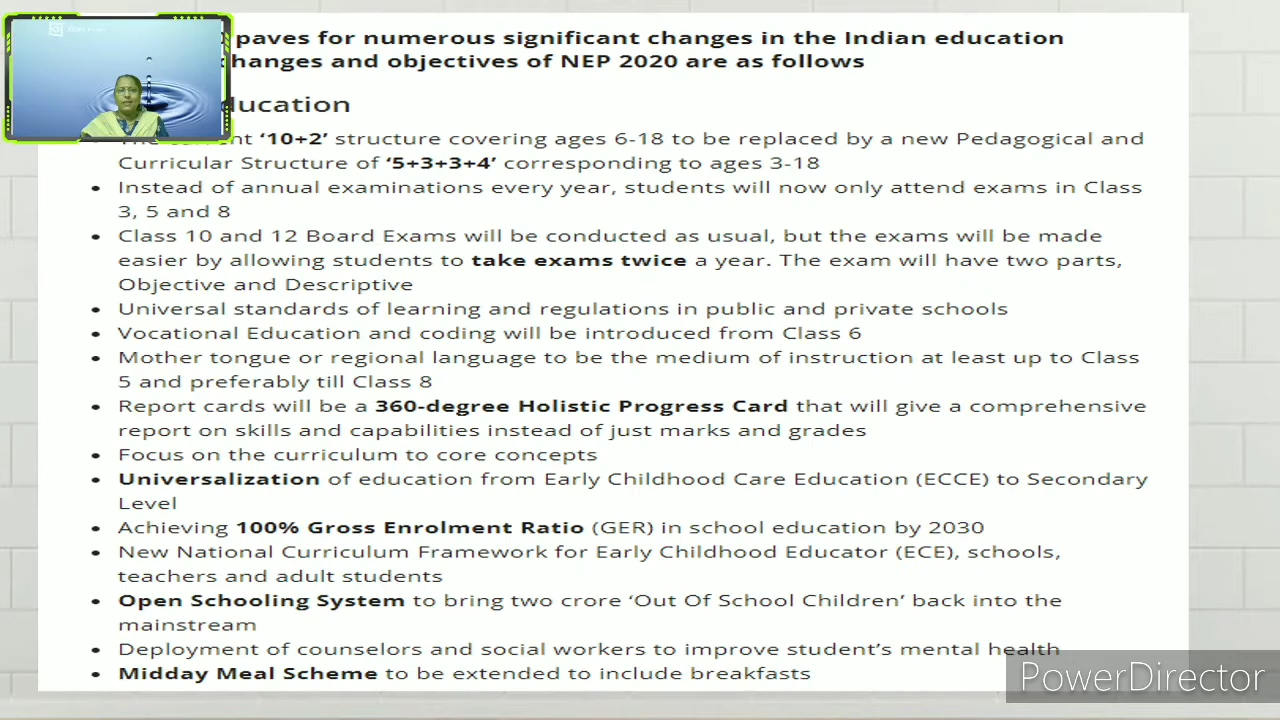 paves for numerous significant changes in the Indian education
changes and objectives of NEP 2020 are as follows
ducation
current ‘10+2’ structure covering ages 6-18 to be replaced by a new Pedagogical and
Curricular Structure of ‘5+3+3+4’ corresponding to ages 3-18
• Instead of annual examinations every year, students will now only attend exams in Class
3, 5 and 8
• Class 10 and 12 Board Exams will be conducted as usual, but the exams will be made
easier by allowing students to take exams twice a year. The exam will have two parts,
Objective and Descriptive
• Universal standards of learning and regulations in public and private schools
• Vocational Education and coding will be introduced from Class 6
• Mother tongue or regional language to be the medium of instruction at least up to Class
5 and preferably till Class 8
• Report cards will be a 360-degree Holistic Progress Card that will give a comprehensive
report on skills and capabilities instead of just marks and grades
• Focus on the curriculum to core concepts
• Universalization of education from Early Childhood Care Education (ECCE) to Secondary
Level
• Achieving 100% Gross Enrolment Ratio (GER) in school education by 2030
• New National Curriculum Framework for Early Childhood Educator (ECE), schools,
teachers and adult students
• Open Schooling System to bring two crore ‘Out Of School Children’ back into the
mainstream
• Deployment of counselors and social workers to improve student’s mental health
• Midday Meal Scheme to be extended to include breakfasts
PowerDirector